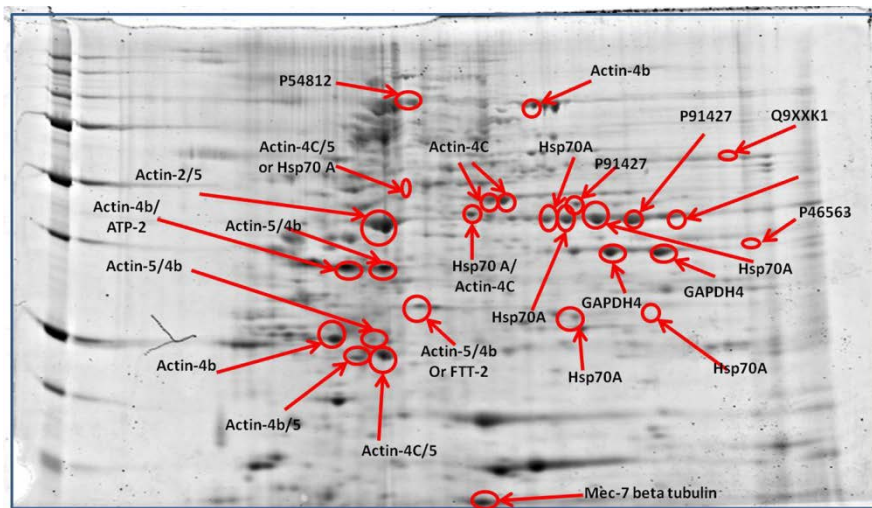 P54812
Actin-4b
P91427
Q9XXK1
Actin-4C/5
or Hsp70 A
Actin-4C
Hsp70A
P91427
Actin-2/5
Actin-4b/
ATP-2
Actin-5/4b
P46563
Actin-5/4b
Hsp70 A/
Actin-4C
Hsp70A
GAPDH4
GAPDH4
Hsp70A
Actin-4b
Actin-5/4b
Or FTT-2
Hsp70A
Hsp70A
Actin-4b/5
Actin-4C/5
Mec-7 beta tubulin